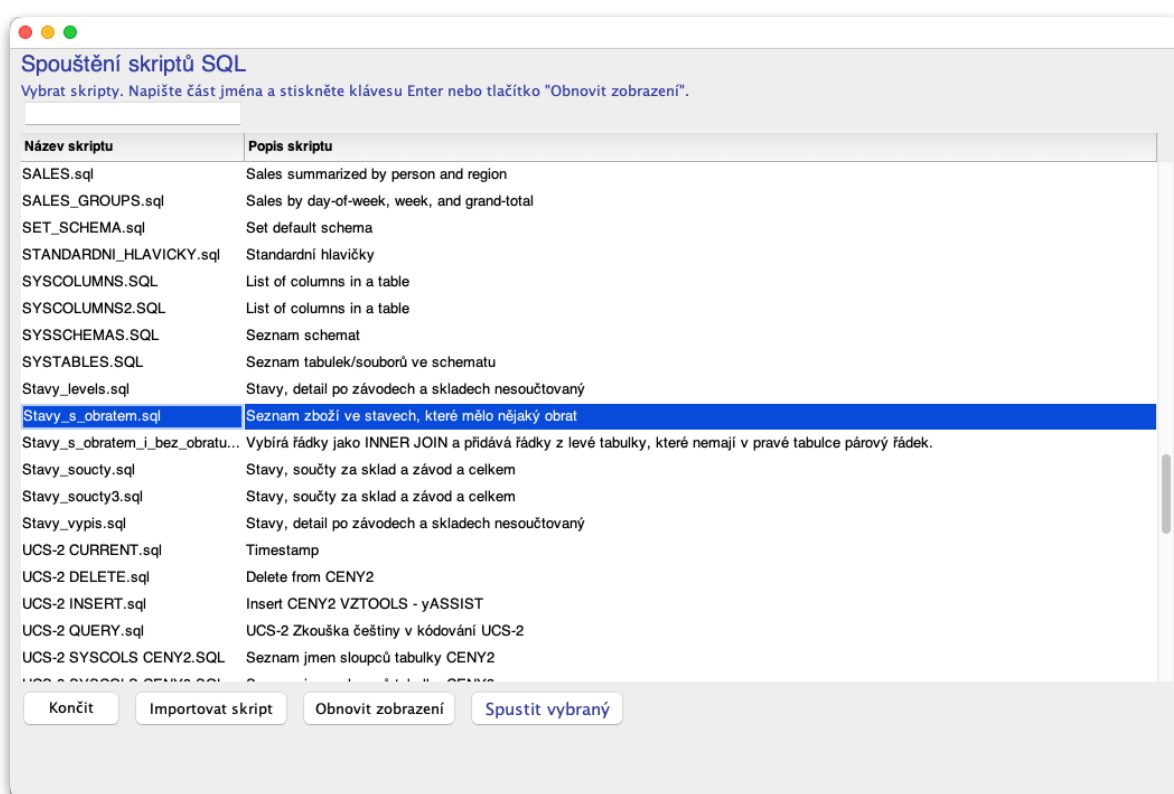 Spouštění skriptů SQL
Vybrat skripty. Napište část jména a stiskněte klávesu Enter nebo tlačítko "Obnovit zobrazení".
Název skriptu Popis skriptu
SALES.sql Sales summarized by person and region
SALES_GROUPS.sql Sales by day-of-week, week, and grand-total
SET_SCHEMA.sql Set default schema
STANDARDNI_HLAVICKY.sql Standardní hlavičky
SYSCOLUMNS.SQL List of columns in a table
SYSCOLUMNS2.SQL List of columns in a table
SYSSCHEMAS.SQL Seznam schemat
SYSTABLES.SQL Seznam tabulek/souborů ve schematu
Stavy_levels.sql Stavy, detail po závodech a skladech nesoučtovaný
Stavy_s_obratem.sql Seznam zboží ve stavech, které mělo nějaký obrat
Stavy_s_obratem_i_bez_obratu... Vybírá řádky jako INNER JOIN a přidává řádky z levé tabulky, které nemají v pravé tabulce párový řádek.
Stavy_soucty.sql Stavy, součty za sklad a závod a celkem
Stavy_soucty3.sql Stavy, součty za sklad a závod a celkem
Stavy_vypis.sql Stavy, detail po závodech a skladech nesoučtovaný
UCS-2 CURRENT.sql Timestamp
UCS-2 DELETE.sql Delete from CENY2
UCS-2 INSERT.sql Insert CENY2 VZTOOLS - yASSIST
UCS-2 QUERY.sql UCS-2 Zkouška češtiny v kódování UCS-2
UCS-2 SYSCOLS CENY2.SQL Seznam jmen sloupců tabulky CENY2
Končit Importovat skript Obnovit zobrazení Spustit vybraný